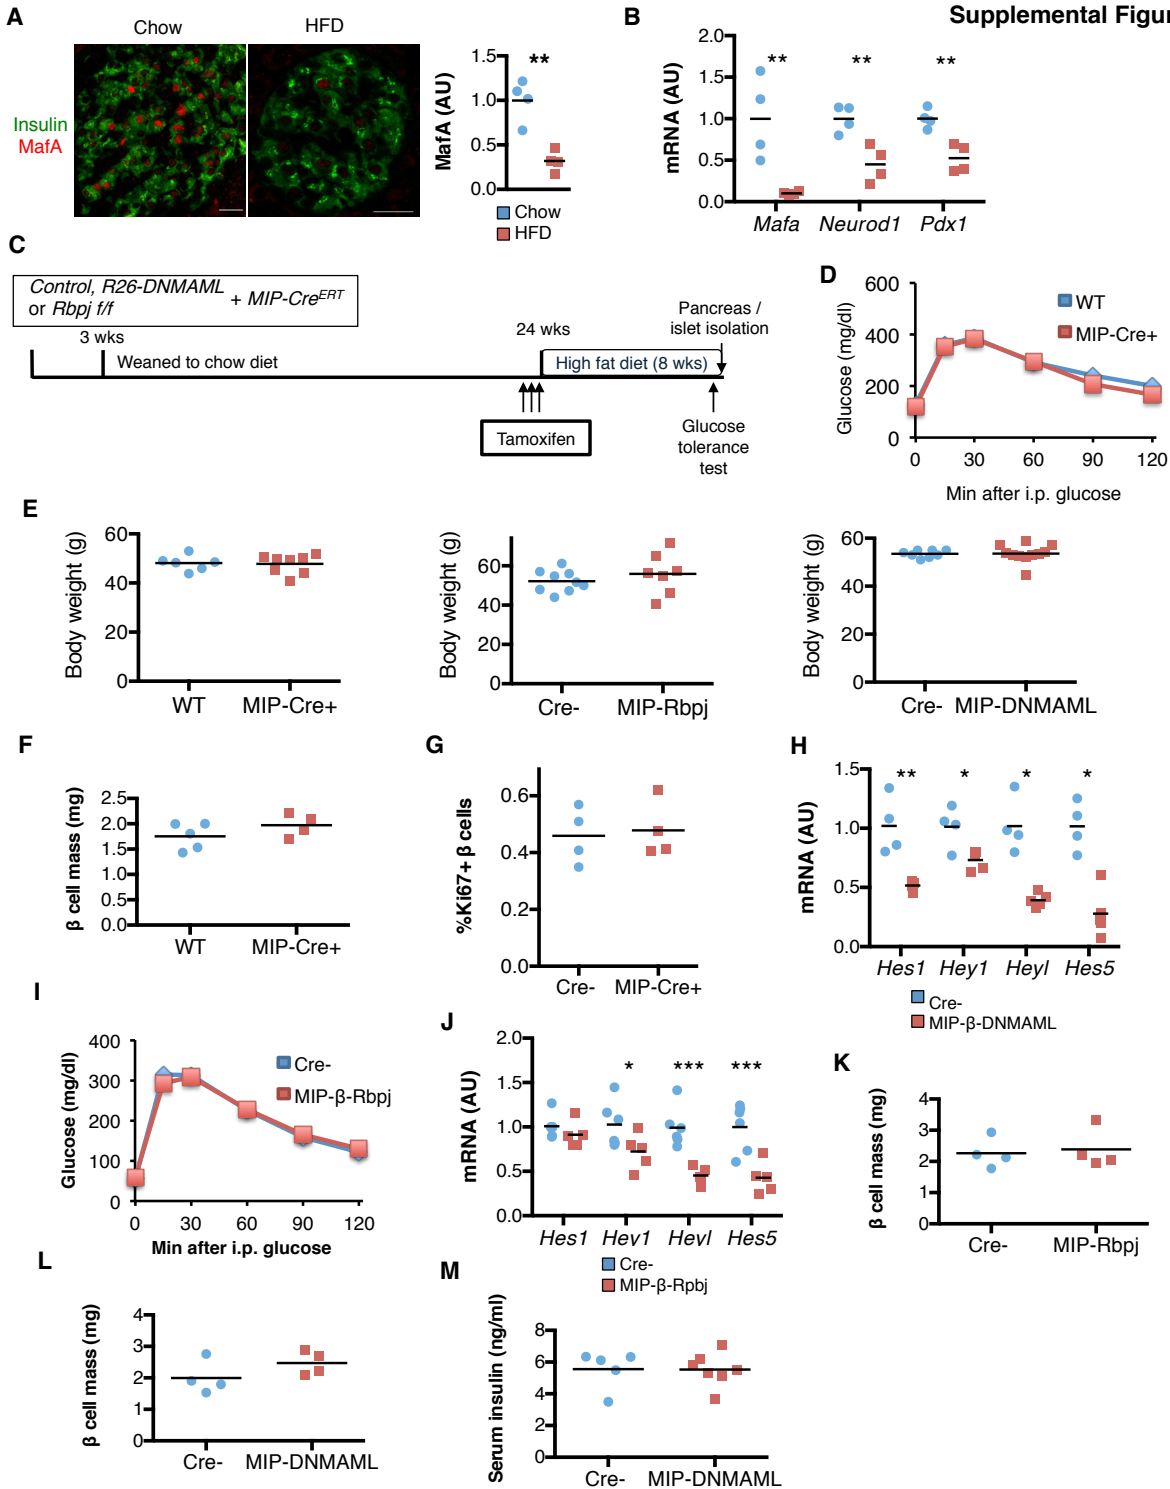 Supplemental Figur
A
Chow
HFD
Insulin
MafA
MafA (AU)
1.5
1.0
0.5
0.0
**
Chow
HFD
B
mRNA (AU)
2.0
1.5
1.0
0.5
0.0
** ** **
Mafa Neurod1 Pdx1
C
Control, R26-DNMAML
or Rbpj f/f
+ MIP-CreERT
3 wks
Weaned to chow diet
24 wks
High fat diet (8 wks)
Pancreas /
islet isolation
Tamoxifen
Glucose
tolerance
test
D
Glucose (mg/dl)
600
400
200
0
0 30 60 90 120
Min after i.p. glucose
WT
MIP-Cre+
E
Body weight (g)
60
40
20
0
WT MIP-Cre+
Body weight (g)
60
40
20
0
Cre- MIP-Rbpj
Body weight (g)
60
40
20
0
Cre- MIP-DNMAML
F
β cell mass (mg)
2.5
2.0
1.5
1.0
0.5
0.0
WT MIP-Cre+
G
%Ki67+ β cells
0.6
0.4
0.2
0.0
Cre- MIP-Cre+
H
mRNA (AU)
1.5
1.0
0.5
0.0
** * * *
Hes1 Hey1 Heyl Hes5
Cre-
MIP-β-DNMAML
I
Glucose (mg/dl)
400
300
200
100
0
0 30 60 90 120
Min after i.p. glucose
Cre-
MIP-β-Rbpj
J
mRNA (AU)
2.0
1.5
1.0
0.5
0.0
* *** ***
Hes1 Hev1 Hevl Hes5
Cre-
MIP-β-Rpbj
K
β cell mass (mg)
4
3
2
1
0
Cre- MIP-Rbpj
L
β cell mass (mg)
4
3
2
1
0
Cre- MIP-DNMAML
M
Serum insulin (ng/ml)
8
6
4
2
0
Cre- MIP-DNMAML